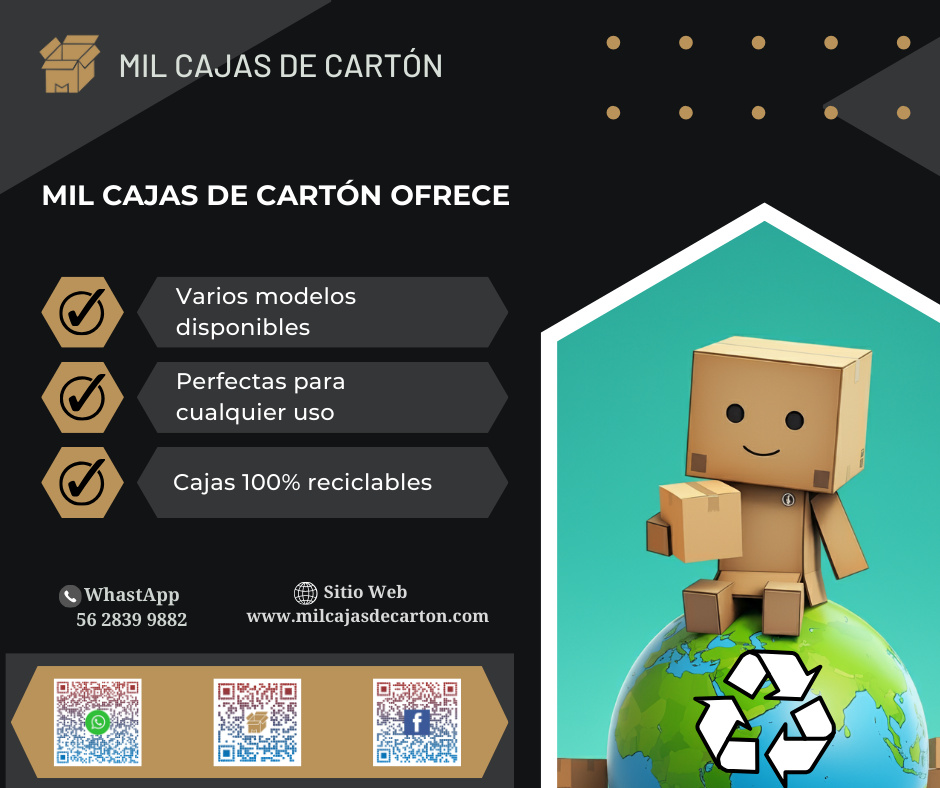 MIL CAJAS DE CARTÓN
MIL CAJAS DE CARTÓN OFRECE
Varios modelos
disponibles
Perfectas para
cualquier uso
Cajas 100% reciclables
WhastApp
56 2839 9882
Sitio Web
www.milcajasdecarton.com